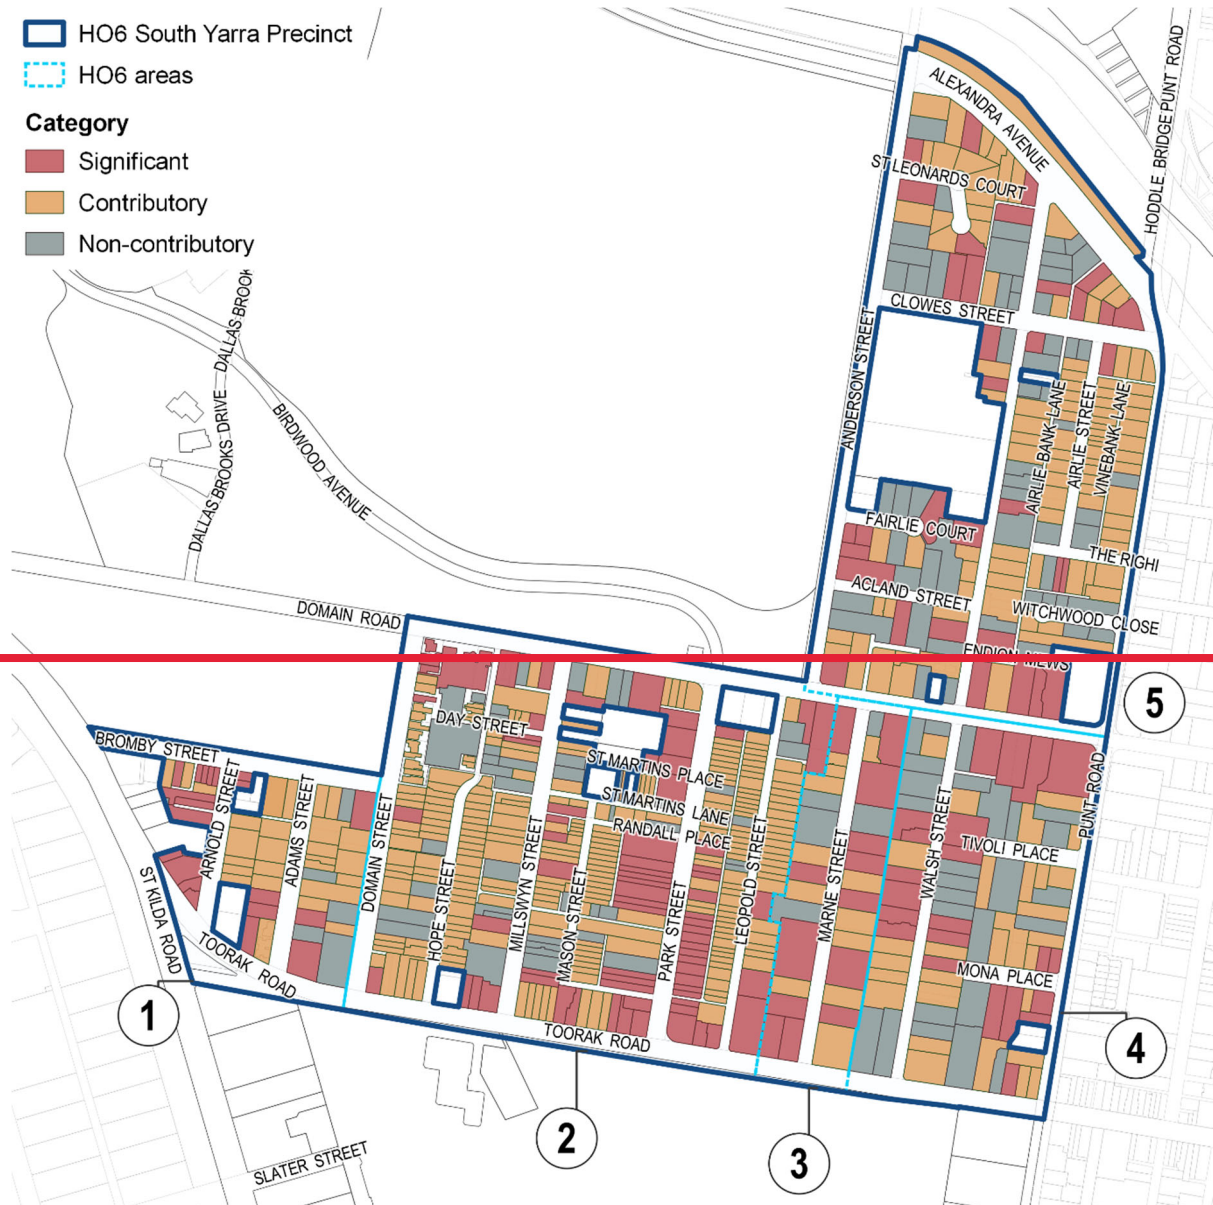 HO6 South Yarra Precinct
HO6 areas
Category
Significant
Contributory
Non-contributory
HODDLE BRIDGE
PUNT ROAD
ALEXANDRA AVENUE
ST LEONARDS COURT
CLOWES STREET
ANDERSON STREET
DALLAS BROOK
DALLAS BROOKS DRIVE
BIRDWOOD AVENUE
AIRLIE BANK LANE
AIRLIE STREET
VINEBANK LANE
FAIRLIE COURT
THE RIGHI
ACLAND STREET
WITCHWOOD CLOSE
DOMAIN ROAD
ENDION MEWS
5
DAY STREET
BROMBY STREET
ST MARTINS PLACE
ST MARTINS LANE
RANDALL PLACE
PUNT ROAD
ARNOLD STREET
ADAMS STREET
DOMAIN STREET
HOPE STREET
MILLSWYN STREET
MASON STREET
PARK STREET
LEOPOLD STREET
MARNE STREET
WALSH STREET
TIVOLI PLACE
ST KILDA ROAD
TOORAK ROAD
MONA PLACE
1
TOORAK ROAD
4
2
3
SLATER STREET